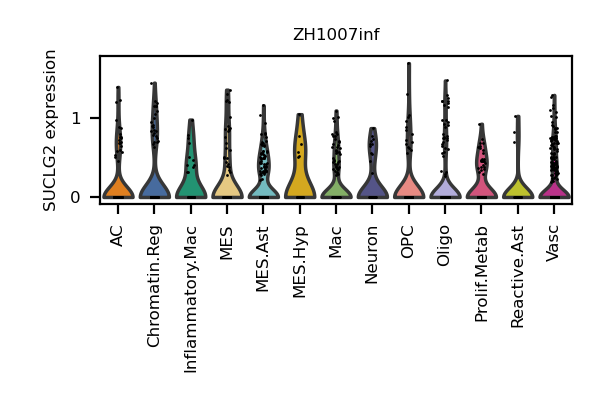 ZH1007inf
SUCLG2 expression
1
0
AC
Chromatin.Reg
Inflammatory.Mac
MES
MES.Ast
MES.Hyp
Mac
Neuron
OPC
Oligo
Prolif.Metab
Reactive.Ast
Vasc